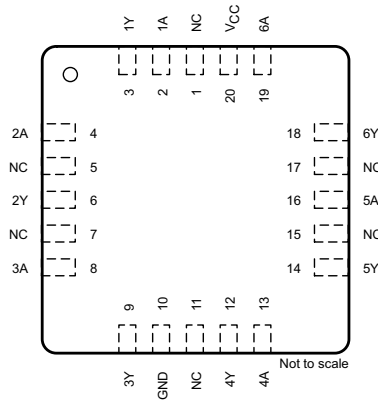 1Y 1A NC VCC 6A
3 2 1 20 19
2A 4 18 6Y
NC 5 17 NC
2Y 6 16 5A
NC 7 15 NC
3A 8 14 5Y
9 10 11 12 13
3Y GND NC 4Y 4A
Not to scale